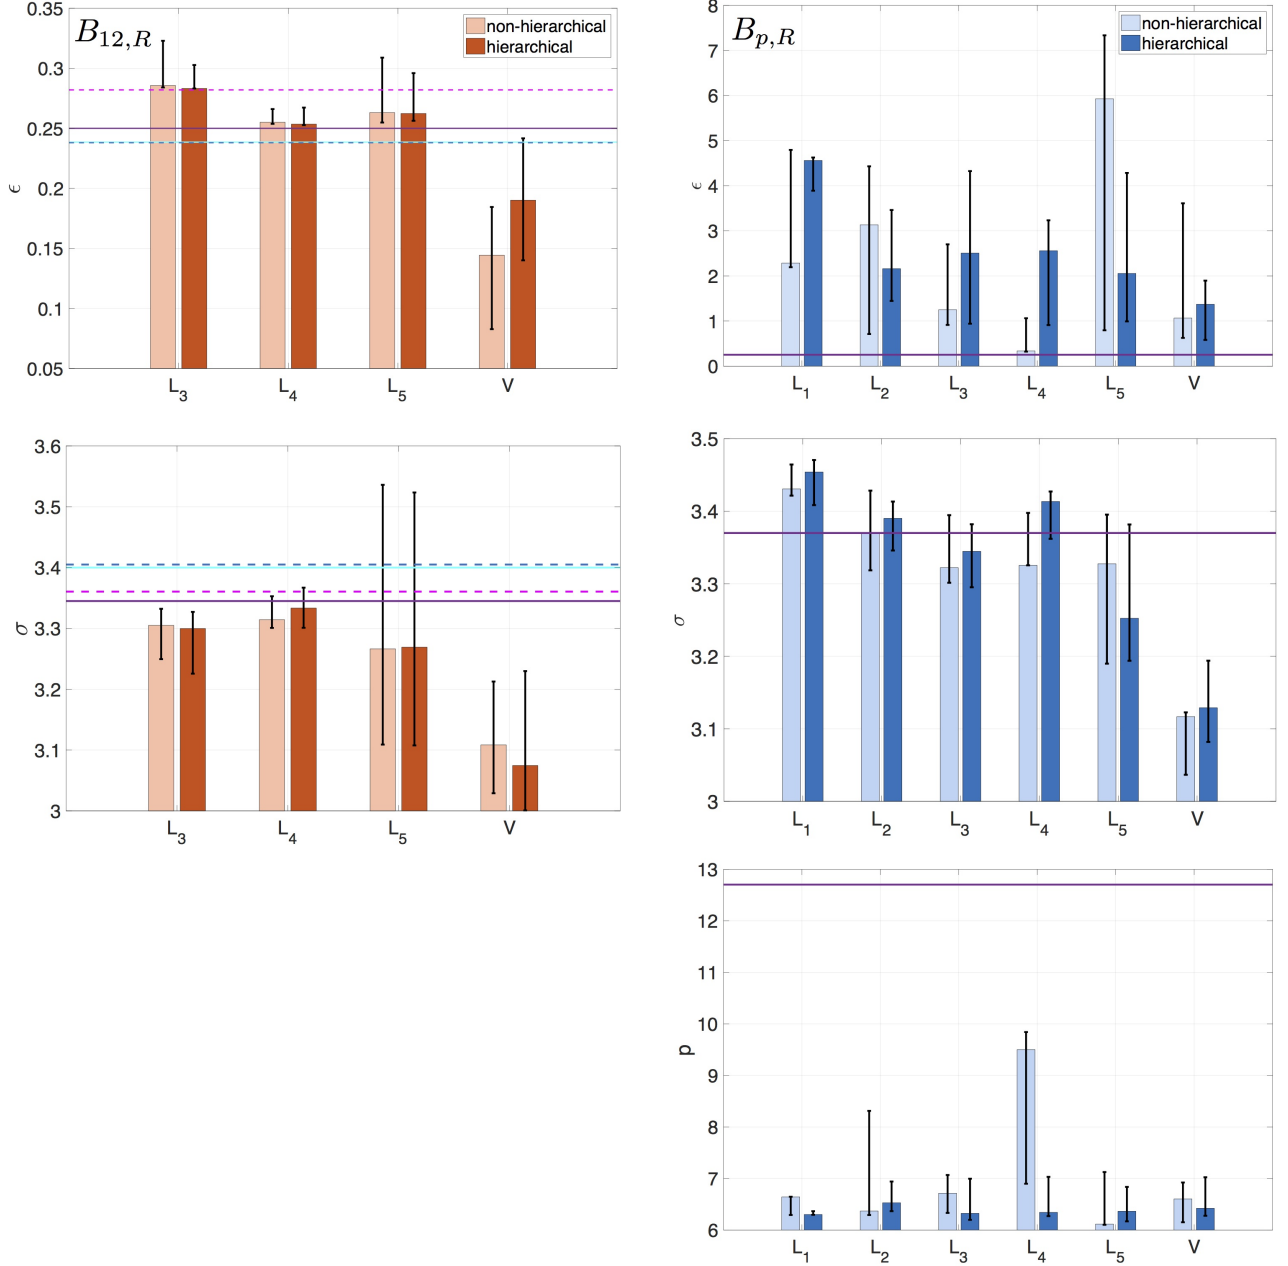 B12,R
non-hierarchical
hierarchical
0.35
0.3
0.25
0.2
0.15
0.1
0.05
ϵ
L3 L4 L5 V
Bp,R
non-hierarchical
hierarchical
8
7
6
5
4
3
2
1
0
ϵ
L1 L2 L3 L4 L5 V
3.6
3.5
3.4
3.3
3.2
3.1
3
σ
L3 L4 L5 V
3.5
3.4
3.3
3.2
3.1
3
σ
L1 L2 L3 L4 L5 V
13
12
11
10
9
8
7
6
p
L1 L2 L3 L4 L5 V